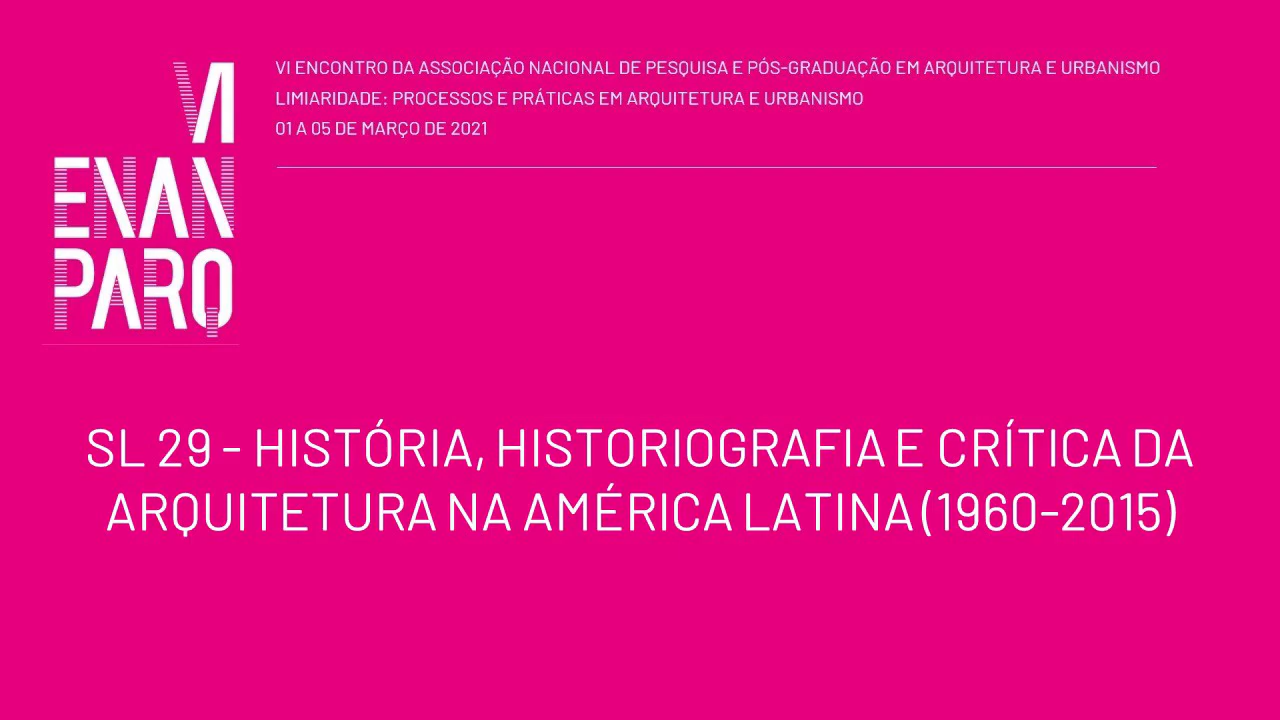 VI
ENAN
PARQ
VI ENCONTRO DA ASSOCIAÇÃO NACIONAL DE PESQUISA E PÓS-GRADUAÇÃO EM ARQUITETURA E URBANISMO
LIMIARIDADE: PROCESSOS E PRÁTICAS EM ARQUITETURA E URBANISMO
01 A 05 DE MARÇO DE 2021
SL 29 - HISTÓRIA, HISTORIOGRAFIA E CRÍTICA DA
ARQUITETURA NA AMÉRICA LATINA (1960-2015)